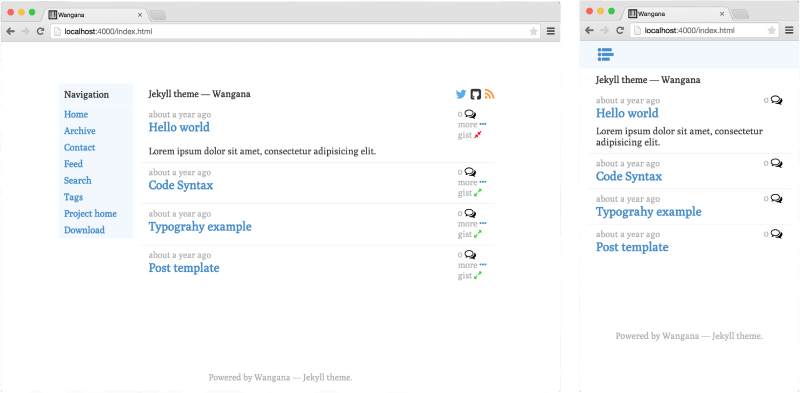 Wangana
localhost:4000/index.html
Navigation
Home
Archive
Contact
Feed
Search
Tags
Project home
Download
Jekyll theme — Wangana
about a year ago
0
Hello world
more
gist
Lorem ipsum dolor sit amet, consectetur adipisicing elit.
about a year ago
0
Code Syntax
more
gist
about a year ago
0
Typograhy example
more
gist
about a year ago
0
Post template
more
gist
Powered by Wangana — Jekyll theme.
Wangana
localhost:4000/index.html
Jekyll theme — Wangana
about a year ago
0
Hello world
Lorem ipsum dolor sit amet, consectetur
adipisicing elit.
about a year ago
0
Code Syntax
about a year ago
0
Typograhy example
about a year ago
0
Post template
Powered by Wangana — Jekyll theme.